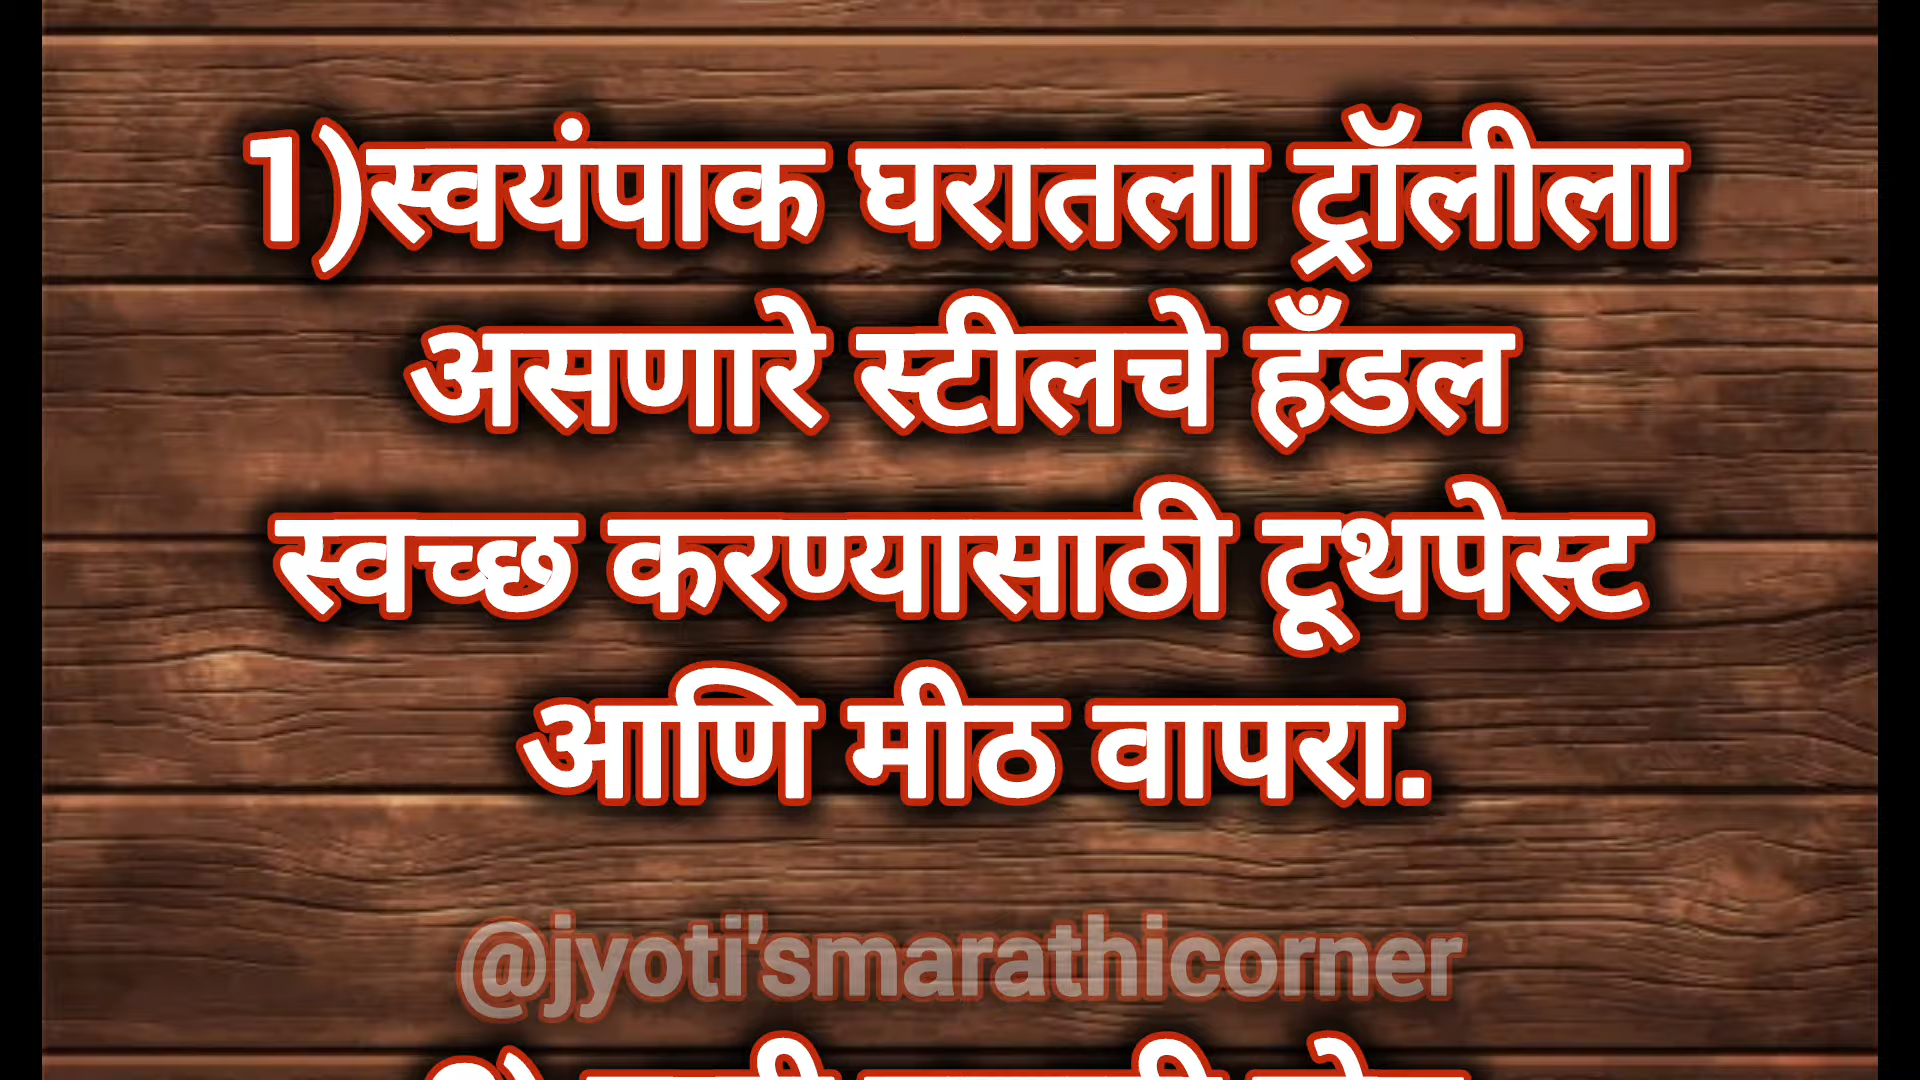 1)स्वयंपाक घरातला ट्रॉलीला
असणारे स्टीलचे हँडल
स्वच्छ करण्यासाठी टूथपेस्ट
आणि मीठ वापरा.
@jyoti'smarathicorner